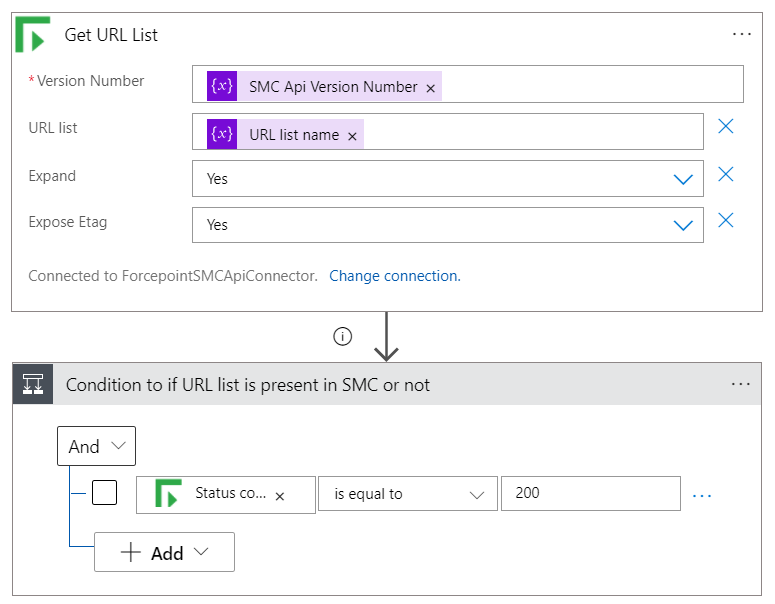 Get URL List
...
* Version Number
{x} SMC Api Version Number ×
URL list
{x} URL list name ×
Expand
Yes
Expose Etag
Yes
Connected to ForcepointSMCApiConnector. Change connection.
i
Condition to if URL list is present in SMC or not
...
And
Status co... ×
is equal to
200
...
+ Add